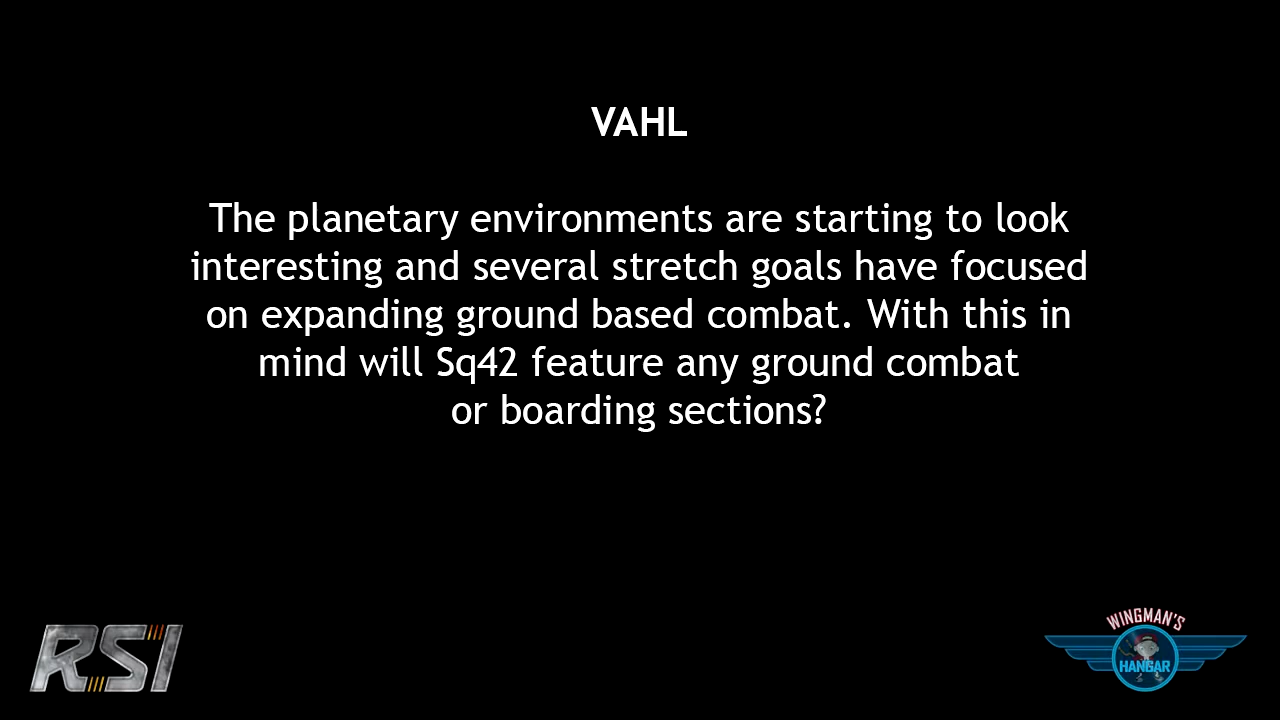 VAHL
The planetary environments are starting to look
interesting and several stretch goals have focused
on expanding ground based combat. With this in
mind will Sq42 feature any ground combat
or boarding sections?
RSI
WINGMAN'S
HANGAR